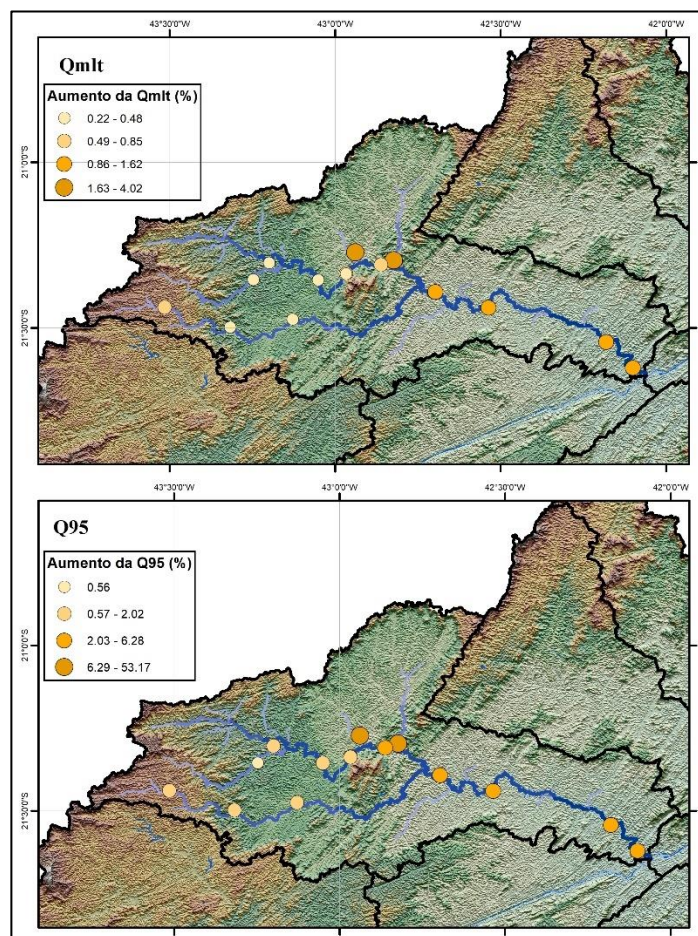 43°30'0"W 43°0'0"W 42°30'0"W 42°0'0"W
Qmlt
Aumento da Qmlt (%)
0.22 - 0.48
0.49 - 0.85
0.86 - 1.62
1.63 - 4.02
21°0'0"S
21°30'0"S
43°30'0"W 43°0'0"W 42°30'0"W 42°0'0"W
Q95
Aumento da Q95 (%)
0.56
0.57 - 2.02
2.03 - 6.28
6.29 - 53.17
21°0'0"S
21°30'0"S